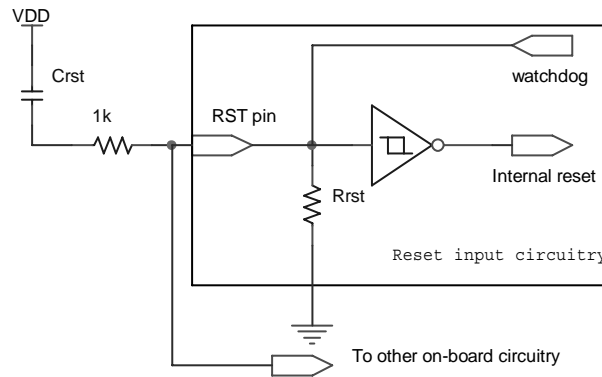 VDD
Crst
1k
RST pin
watchdog
Internal reset
Rrst
Reset input circuitry
To other on-board circuitry